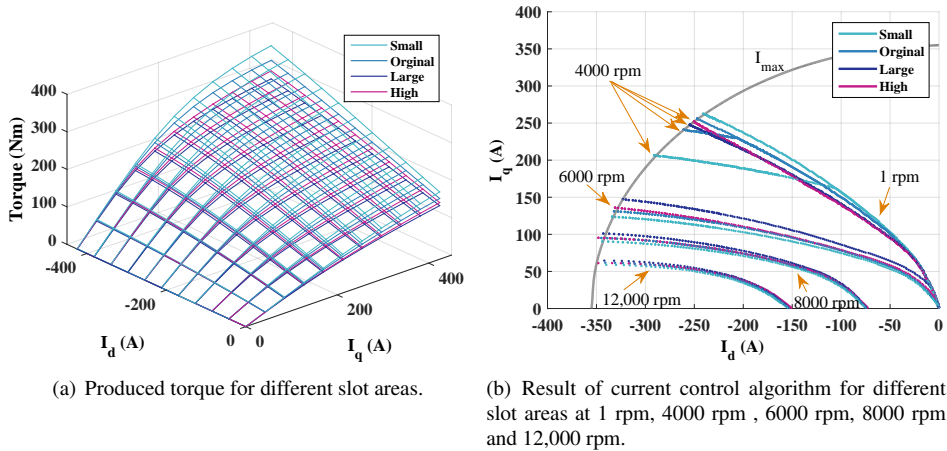 Small
Orginal
Large
High
400
300
200
100
0
Torque (Nm)
-400
-200
0
I_d (A)
0
200
400
I_q (A)
(a) Produced torque for different slot areas.
400
350
300
250
200
150
100
50
0
I_q (A)
I_max
4000 rpm
6000 rpm
1 rpm
12,000 rpm
8000 rpm
Small
Orginal
Large
High
-400
-350
-300
-250
-200
-150
-100
-50
0
I_d (A)
(b) Result of current control algorithm for different
slot areas at 1 rpm, 4000 rpm , 6000 rpm, 8000 rpm
and 12,000 rpm.